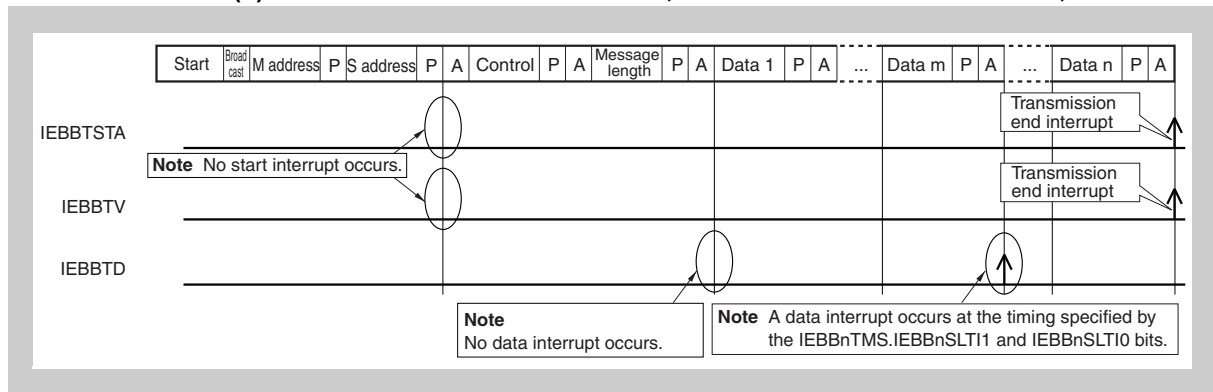 Start Broad cast M address P S address P A Control P A Message length P A Data 1 P A ... Data m P A ... Data n P A
Transmission
end interrupt
IEBBTSTA
Note No start interrupt occurs.
Transmission
end interrupt
IEBBTV
IEBBTD
Note
No data interrupt occurs.
Note A data interrupt occurs at the timing specified by
the IEBBnTMS.IEBBnSLTI1 and IEBBnSLTI0 bits.